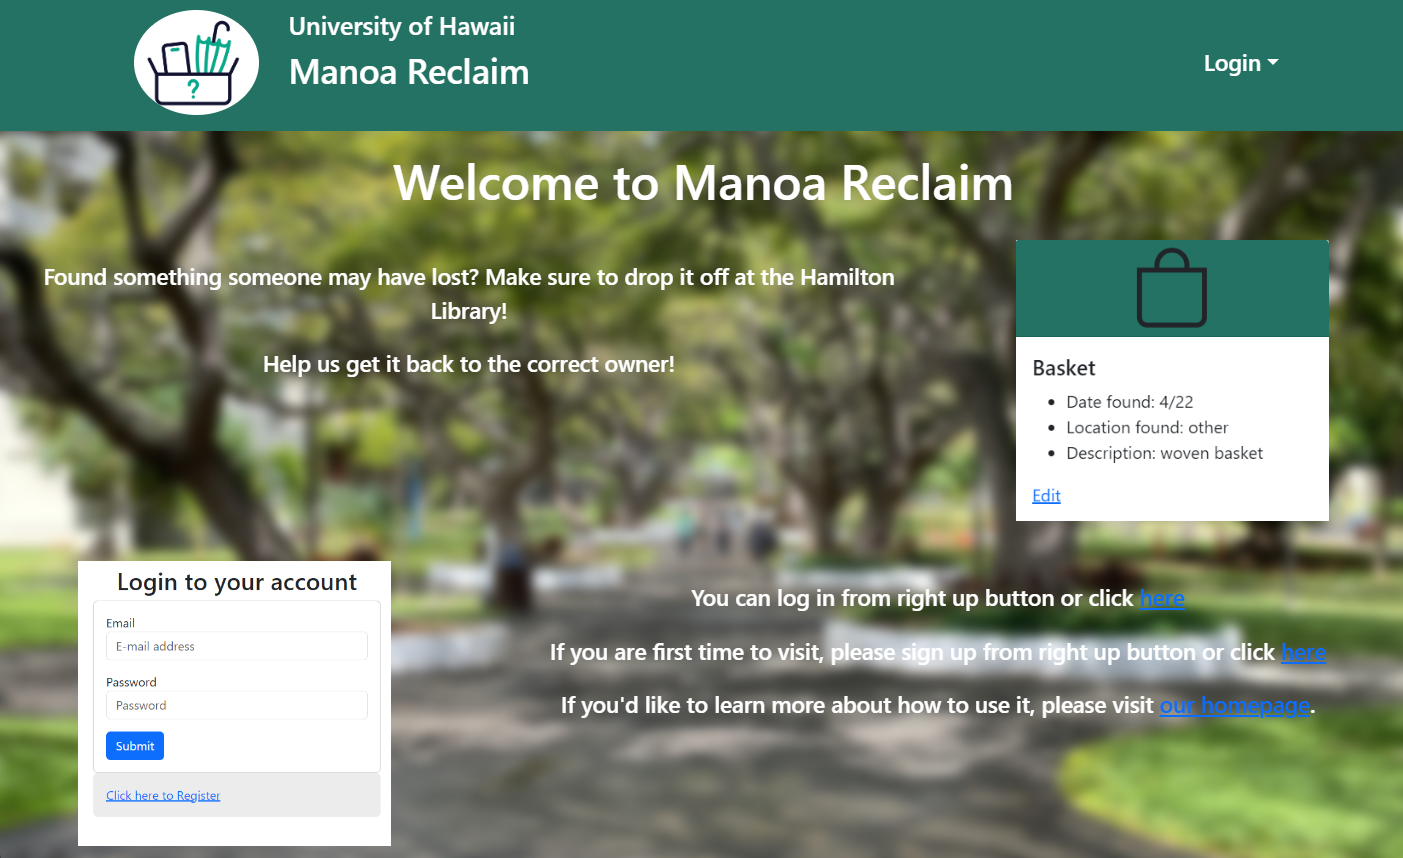 University of Hawaii
Manoa Reclaim
Login
?
Welcome to Manoa Reclaim
Found something someone may have lost? Make sure to drop it off at the Hamilton
Library!
Help us get it back to the correct owner!
Basket
Date found: 4/22
Location found: other
Description: woven basket
Edit
Login to your account
Email
E-mail address
Password
Password
Submit
Click here to Register
You can log in from right up button or click here
If you are first time to visit, please sign up from right up button or click here
If you'd like to learn more about how to use it, please visit our homepage.